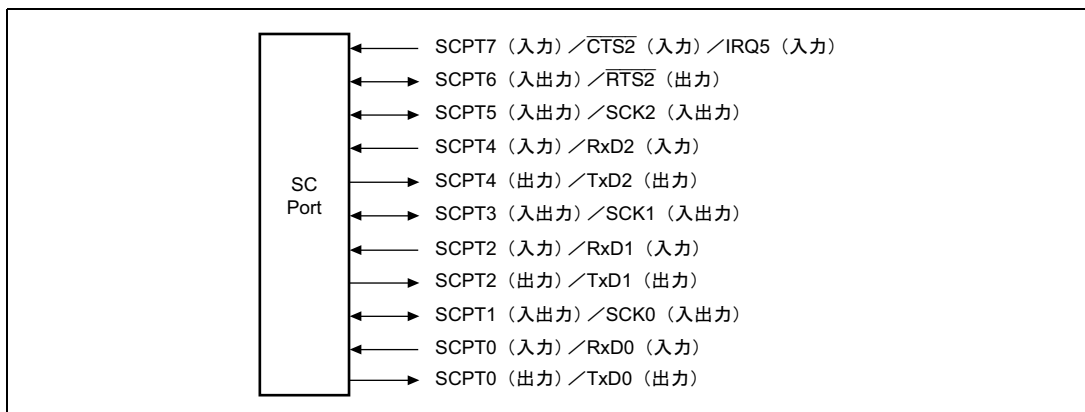 SCPT7（入力）／C̅T̅S̅2̅（入力）／IRQ5（入力）
SCPT6（入出力）／R̅T̅S̅2̅（出力）
SCPT5（入出力）／SCK2（入出力）
SCPT4（入力）／RxD2（入力）
SC
Port
SCPT4（出力）／TxD2（出力）
SCPT3（入出力）／SCK1（入出力）
SCPT2（入力）／RxD1（入力）
SCPT2（出力）／TxD1（出力）
SCPT1（入出力）／SCK0（入出力）
SCPT0（入力）／RxD0（入力）
SCPT0（出力）／TxD0（出力）